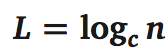 L = log_c n